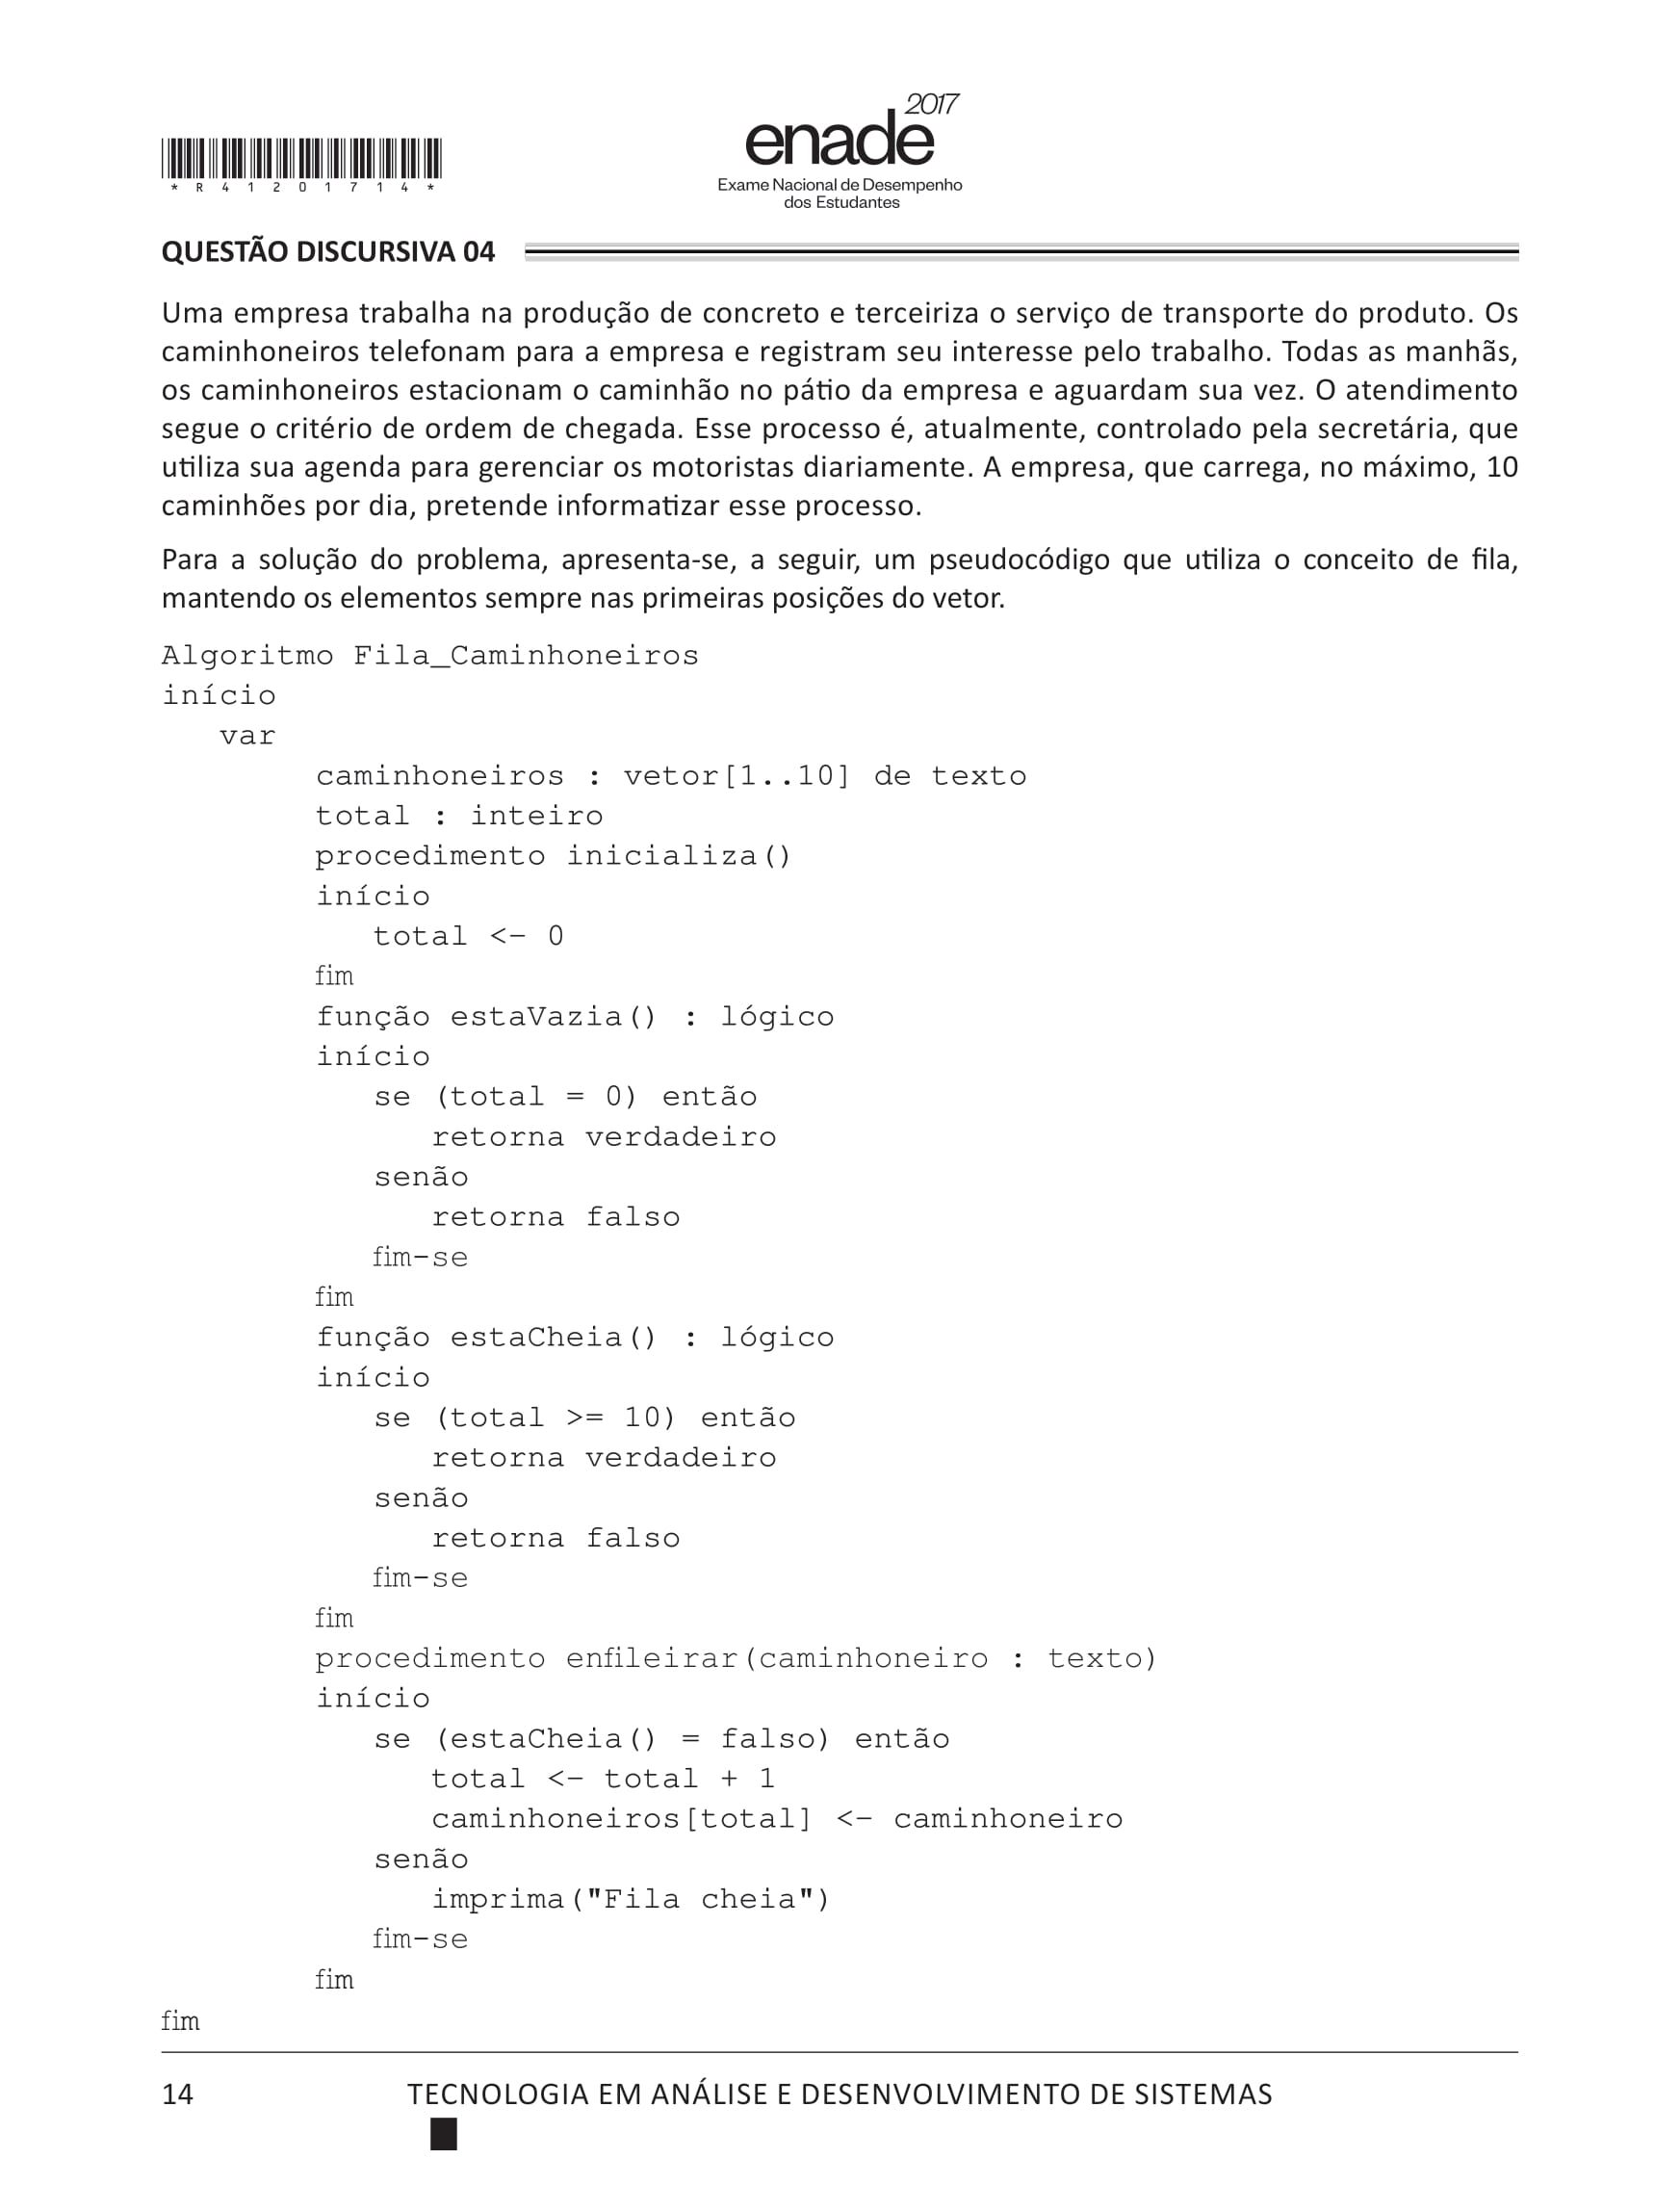 enade 2017
Exame Nacional de Desempenho
dos Estudantes
* R 4 1 2 0 1 7 1 4 *
QUESTÃO DISCURSIVA 04
Uma empresa trabalha na produção de concreto e terceiriza o serviço de transporte do produto. Os
caminhoneiros telefonam para a empresa e registram seu interesse pelo trabalho. Todas as manhãs,
os caminhoneiros estacionam o caminhão no pátio da empresa e aguardam sua vez. O atendimento
segue o critério de ordem de chegada. Esse processo é, atualmente, controlado pela secretária, que
utiliza sua agenda para gerenciar os motoristas diariamente. A empresa, que carrega, no máximo, 10
caminhões por dia, pretende informatizar esse processo.
Para a solução do problema, apresenta-se, a seguir, um pseudocódigo que utiliza o conceito de fila,
mantendo os elementos sempre nas primeiras posições do vetor.
Algoritmo Fila_Caminhoneiros
início
var
caminhoneiros : vetor[1..10] de texto
total : inteiro
procedimento inicializa()
início
total <- 0
fim
função estaVazia() : lógico
início
se (total = 0) então
retorna verdadeiro
senão
retorna falso
fim-se
fim
função estaCheia() : lógico
início
se (total >= 10) então
retorna verdadeiro
senão
retorna falso
fim-se
fim
procedimento enfileirar(caminhoneiro : texto)
início
se (estaCheia() = falso) então
total <- total + 1
caminhoneiros[total] <- caminhoneiro
senão
imprima("Fila cheia")
fim-se
fim
fim
14 TECNOLOGIA EM ANÁLISE E DESENVOLVIMENTO DE SISTEMAS